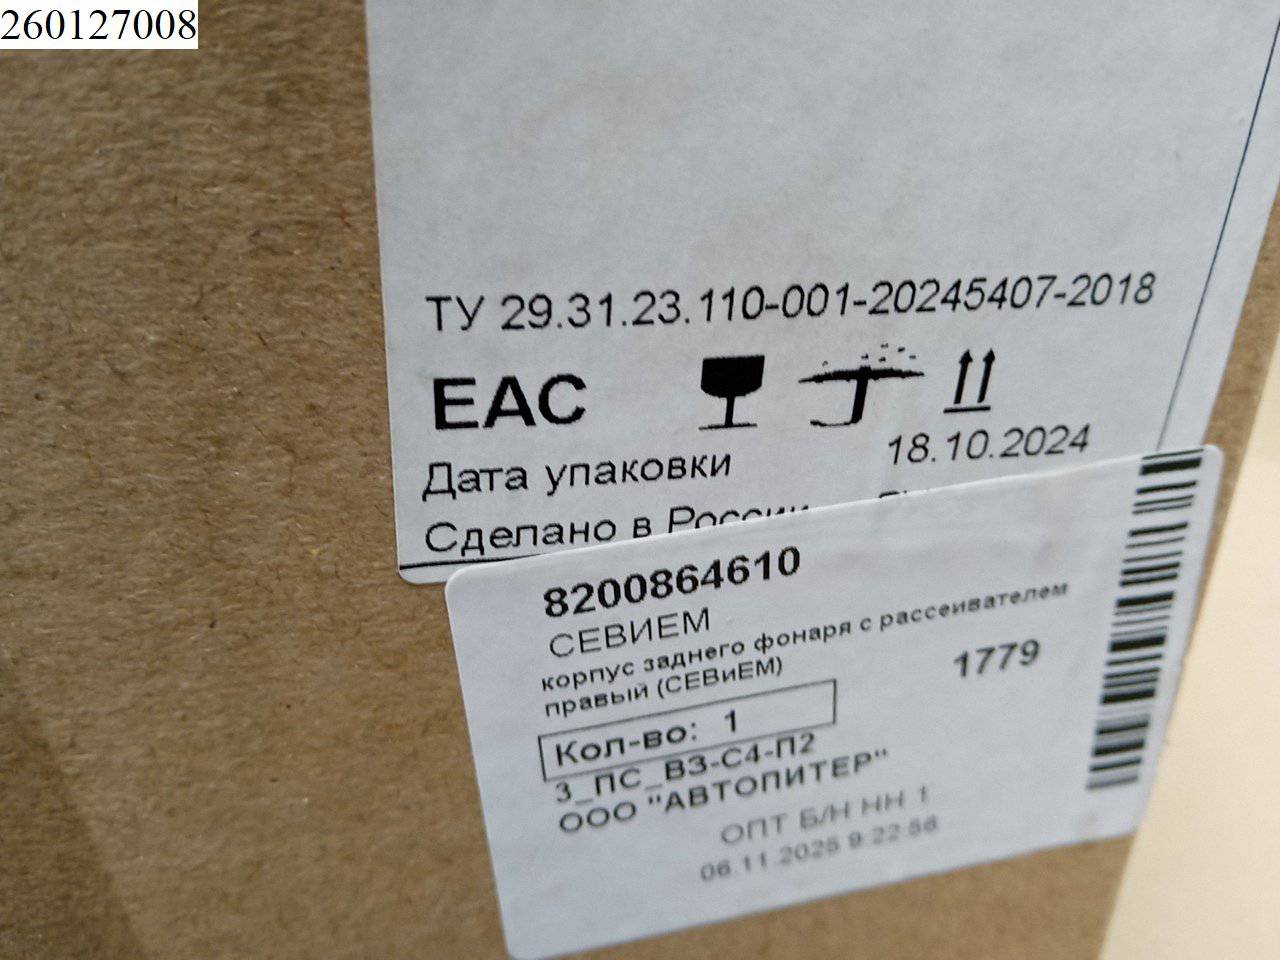 260127008
ТУ 29.31.23.110-001-20245407-2018
EAC
18.10.2024
Дата упаковки
Сделано в России
8200864610
СЕВИЕМ
корпус заднего фонаря с рассеивателем
правый (СЕВиЕМ)
1779
Кол-во: 1
3_ПС_В3-С4-П2
ООО "АВТОПИТЕР"
ОПТ Б/Н НН 1
06.11.2025 9:22:56